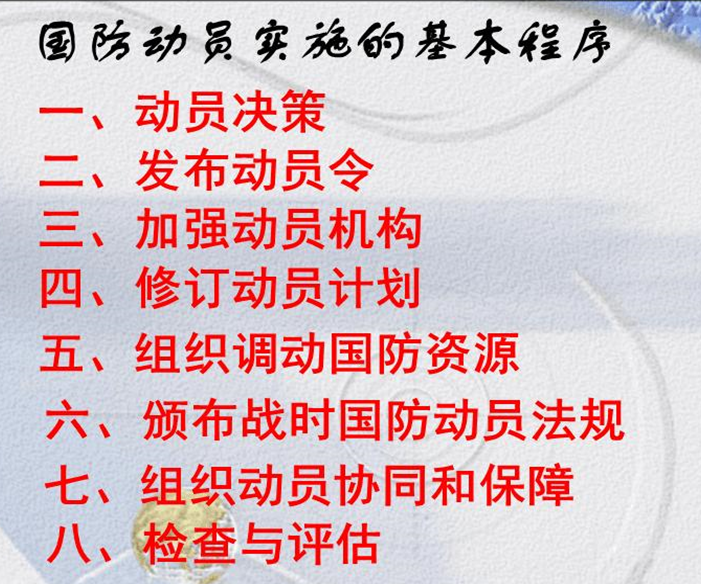 国防动员实施的基本程序
一、动员决策
二、发布动员令
三、加强动员机构
四、修订动员计划
五、组织调动国防资源
六、颁布战时国防动员法规
七、组织动员协同和保障
八、检查与评估